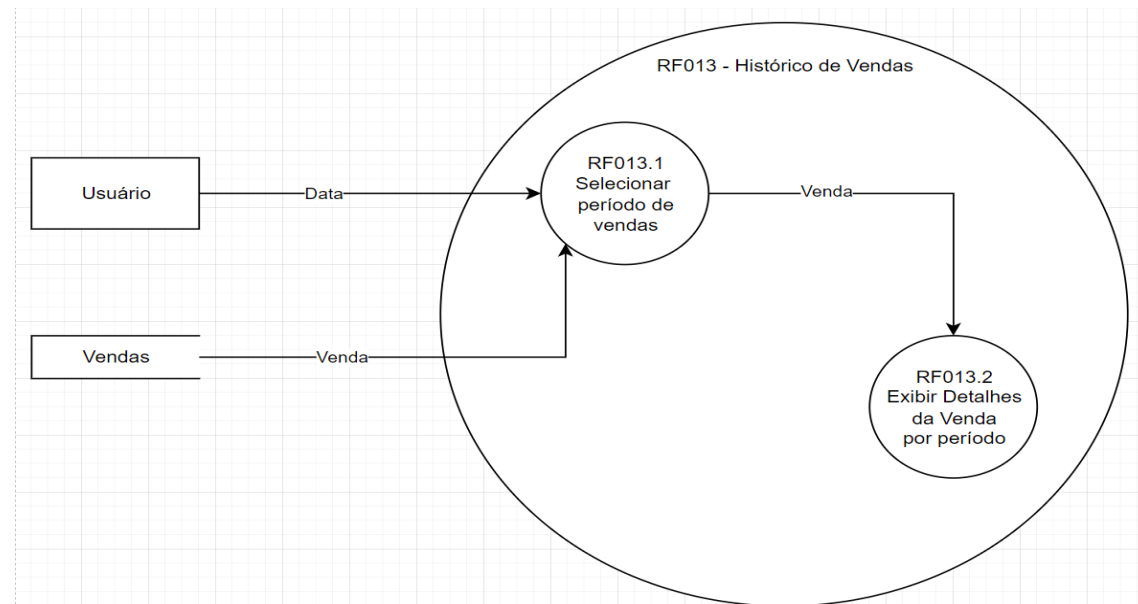 RF013 - Histórico de Vendas
RF013.1
Selecionar
período de
vendas
Usuário
Data
Venda
Vendas
Venda
RF013.2
Exibir Detalhes
da Venda
por período